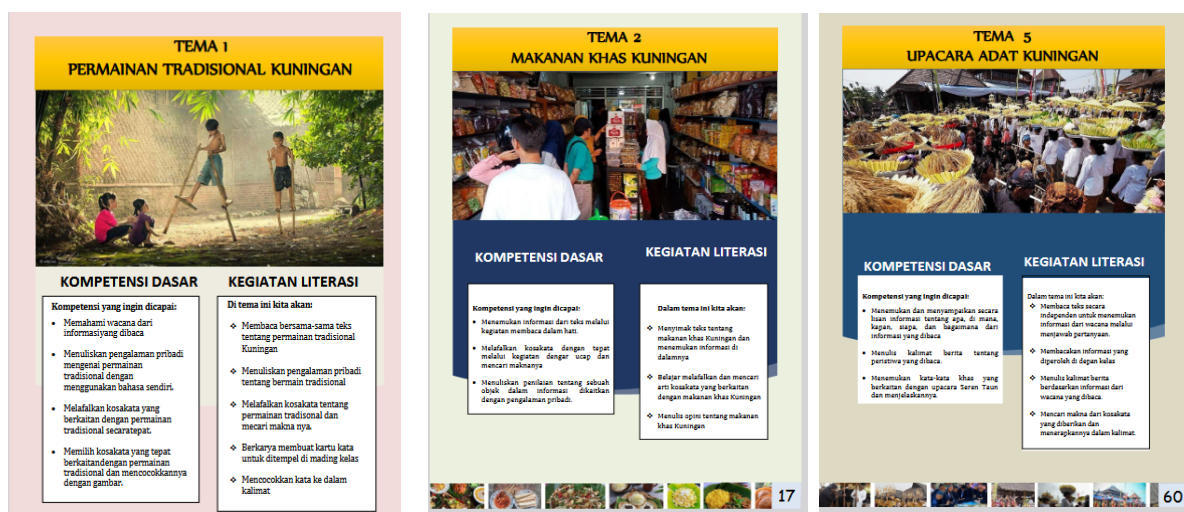 TEMA 1
PERMAINAN TRADISIONAL KUNINGAN
KOMPETENSI DASAR
Kompetensi yang ingin dicapai:
• Memahami wacana dari
informasiyang dibaca
• Menuliskan pengalaman pribadi
mengenai permainan
tradisional dengan
menggunakan bahasa sendiri.
• Melafalkan kosakata yang
berkaitan dengan permainan
tradisional secaratepat.
• Memilih kosakata yang tepat
berkaitandengan permainan
tradisional dan mencocokkannya
dengan gambar.
KEGIATAN LITERASI
Di tema ini kita akan:
❖ Membaca bersama-sama teks
tentang permainan tradisional
Kuningan
❖ Menuliskan pengalaman pribadi
tentang bermain tradisional
❖ Melafalkan kosakata tentang
permainan tradisonal dan
mecari makna nya.
❖ Berkarya membuat kartu kata
untuk ditempel di mading kelas
❖ Mencocokkan kata ke dalam
kalimat
TEMA 2
MAKANAN KHAS KUNINGAN
KOMPETENSI DASAR
Kompetensi yang ingin dicapai:
• Menemukan informasi dari teks melalui
kegiatan membaca dalam hati.
• Melafalkan kosakata dengan tepat
melalui kegiatan dengar ucap dan
mencari maknanya
• Menuliskan penilaian tentang sebuah
objek dalam informasi dikaitkan
dengan pengalaman pribadi.
KEGIATAN LITERASI
Dalam tema ini kita akan:
❖ Menyimak teks tentang
makanan khas Kuningan dan
menemukan informasi di
dalamnya
❖ Belajar melafalkan dan mencari
arti kosakata yang berkaitan
dengan makanan khas Kuningan
❖ Menulis opini tentang makanan
khas Kuningan
17
TEMA 5
UPACARA ADAT KUNINGAN
KOMPETENSI DASAR
Kompetensi yang ingin dicapai:
• Menemukan dan menyampaikan secara
lisan informasi tentang apa, di mana,
kapan, siapa, dan bagaimana dari
informasi yang dibaca
• Menulis kalimat berita tentang
peristiwa yang dibaca.
• Menemukan kata-kata khas yang
berkaitan dengan upacara Seren Taun
dan menjelaskannya.
KEGIATAN LITERASI
Dalam tema ini kita akan:
❖ Membaca teks secara
independen untuk menemukan
informasi dari wacana melalui
menjawab pertanyaan.
❖ Membacakan informasi yang
diperoleh di depan kelas
❖ Menulis kalimat berita
berdasarkan informasi dari
wacana yang dibaca.
❖ Mencari makna dari kosakata
yang diberikan dan
menerapkannya dalam kalimat.
60